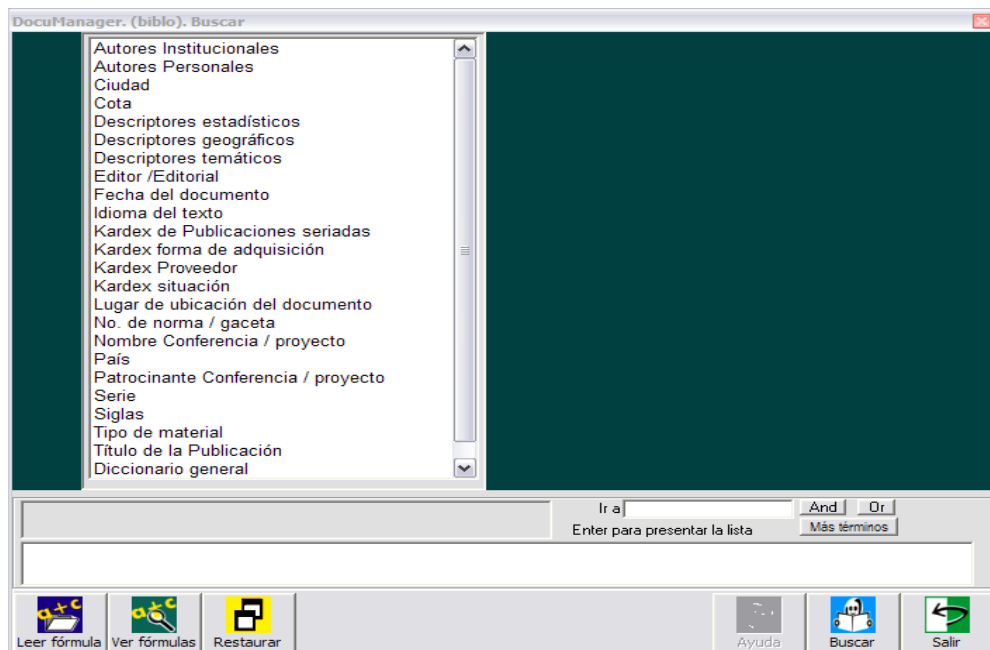 DocuManager. (biblo). Buscar
Autores Institucionales
Autores Personales
Ciudad
Cota
Descriptores estadísticos
Descriptores geográficos
Descriptores temáticos
Editor /Editorial
Fecha del documento
Idioma del texto
Kardex de Publicaciones seriadas
Kardex forma de adquisición
Kardex Proveedor
Kardex situación
Lugar de ubicación del documento
No. de norma / gaceta
Nombre Conferencia / proyecto
País
Patrocinante Conferencia / proyecto
Serie
Siglas
Tipo de material
Título de la Publicación
Diccionario general
Ir a And Or
Enter para presentar la lista Más términos
a+c a+c
Leer fórmula Ver fórmulas Restaurar Ayuda Buscar Salir